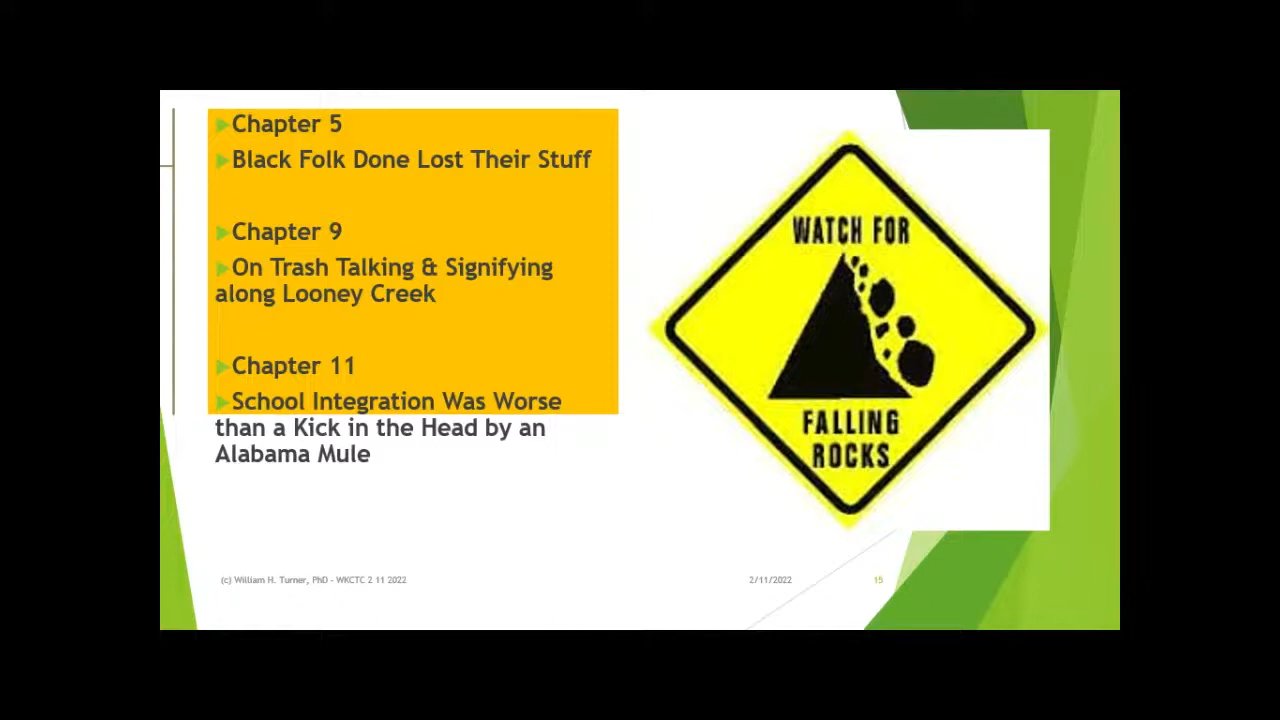 Chapter 5
Black Folk Done Lost Their Stuff
Chapter 9
On Trash Talking & Signifying
along Looney Creek
Chapter 11
School Integration Was Worse
than a Kick in the Head by an
Alabama Mule
WATCH FOR
FALLING
ROCKS
(c) William H. Turner, PhD - WKCTC 2 11 2022
2/11/2022
15